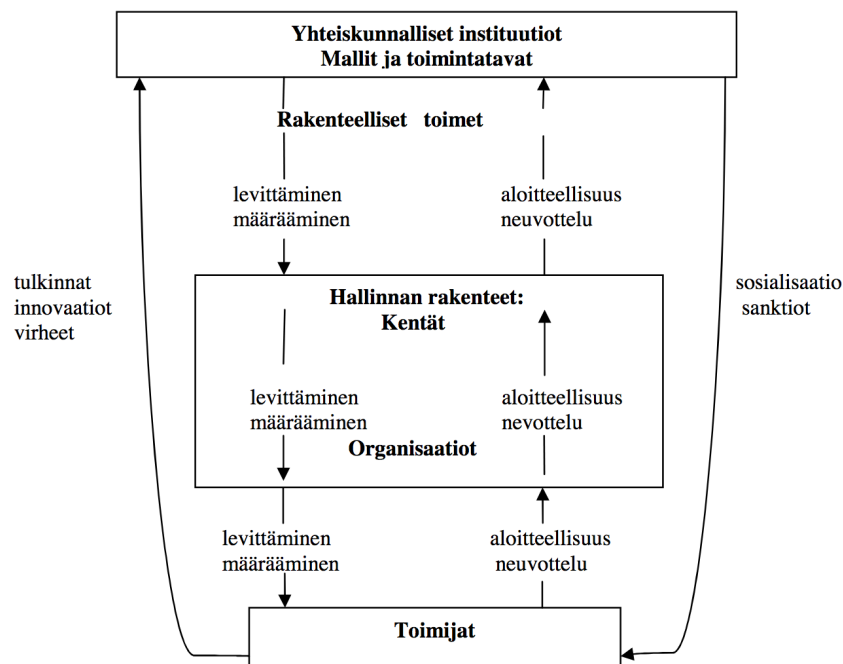 Yhteiskunnalliset instituutiot
Mallit ja toimintatavat
Rakenteelliset toimet
levittäminen
määrääminen
aloitteellisuus
neuvottelu
tulkinnat
innovaatiot
virheet
sosialisaatio
sanktiot
Hallinnan rakenteet:
Kentät
levittäminen
määrääminen
aloitteellisuus
nevottelu
Organisaatiot
levittäminen
määrääminen
aloitteellisuus
neuvottelu
Toimijat